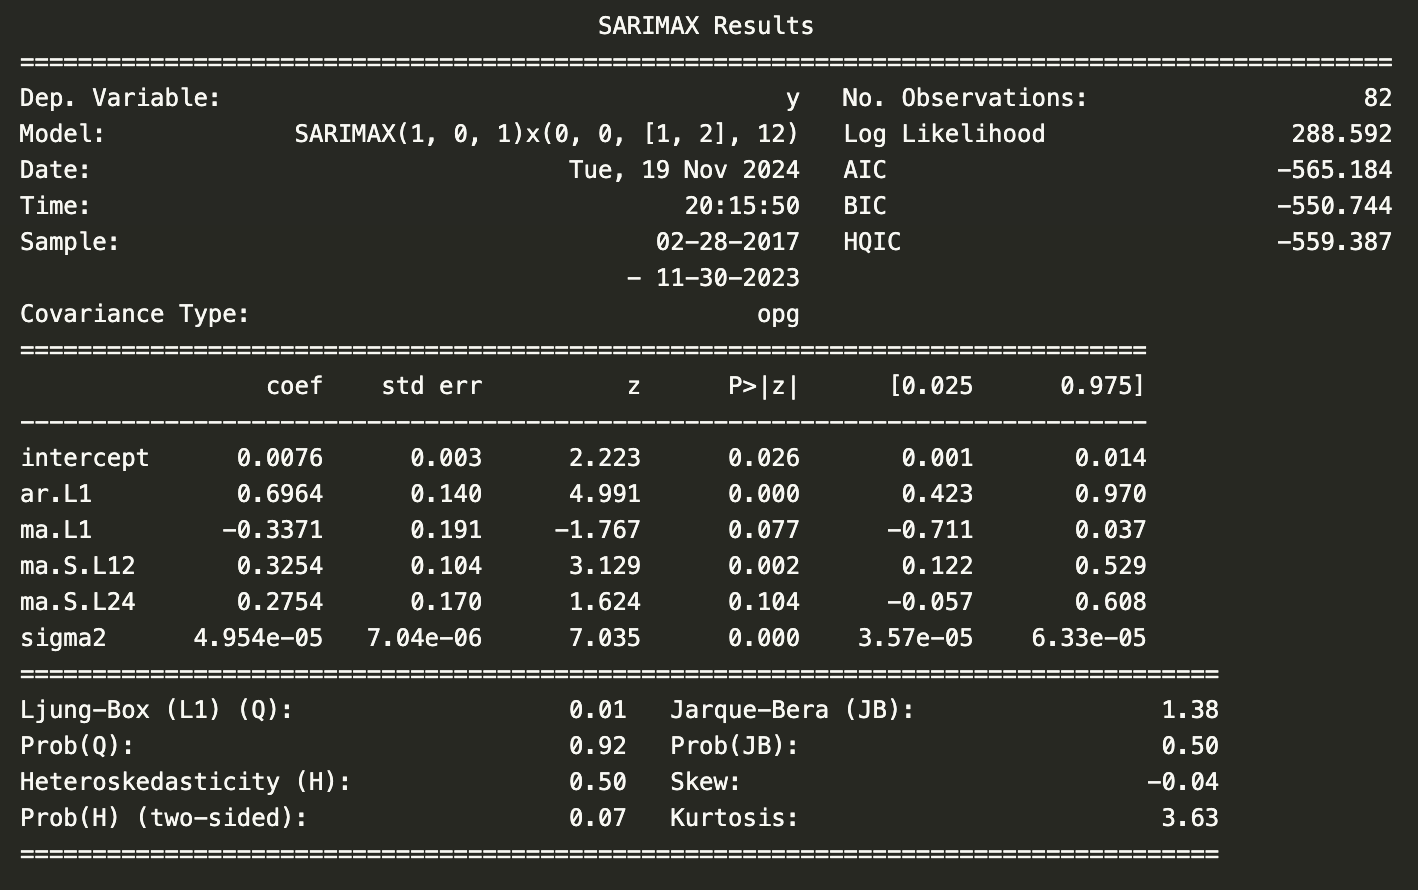 SARIMAX Results
==============================================================================================
Dep. Variable: y No. Observations: 82
Model: SARIMAX(1, 0, 1)x(0, 0, [1, 2], 12) Log Likelihood 288.592
Date: Tue, 19 Nov 2024 AIC -565.184
Time: 20:15:50 BIC -550.744
Sample: 02-28-2017 HQIC -559.387
- 11-30-2023
Covariance Type: opg
==============================================================================
coef std err z P>|z| [0.025 0.975]
------------------------------------------------------------------------------
intercept 0.0076 0.003 2.223 0.026 0.001 0.014
ar.L1 0.6964 0.140 4.991 0.000 0.423 0.970
ma.L1 -0.3371 0.191 -1.767 0.077 -0.711 0.037
ma.S.L12 0.3254 0.104 3.129 0.002 0.122 0.529
ma.S.L24 0.2754 0.170 1.624 0.104 -0.057 0.608
sigma2 4.954e-05 7.04e-06 7.035 0.000 3.57e-05 6.33e-05
===================================================================================
Ljung-Box (L1) (Q): 0.01 Jarque-Bera (JB): 1.38
Prob(Q): 0.92 Prob(JB): 0.50
Heteroskedasticity (H): 0.50 Skew: -0.04
Prob(H) (two-sided): 0.07 Kurtosis: 3.63
===================================================================================